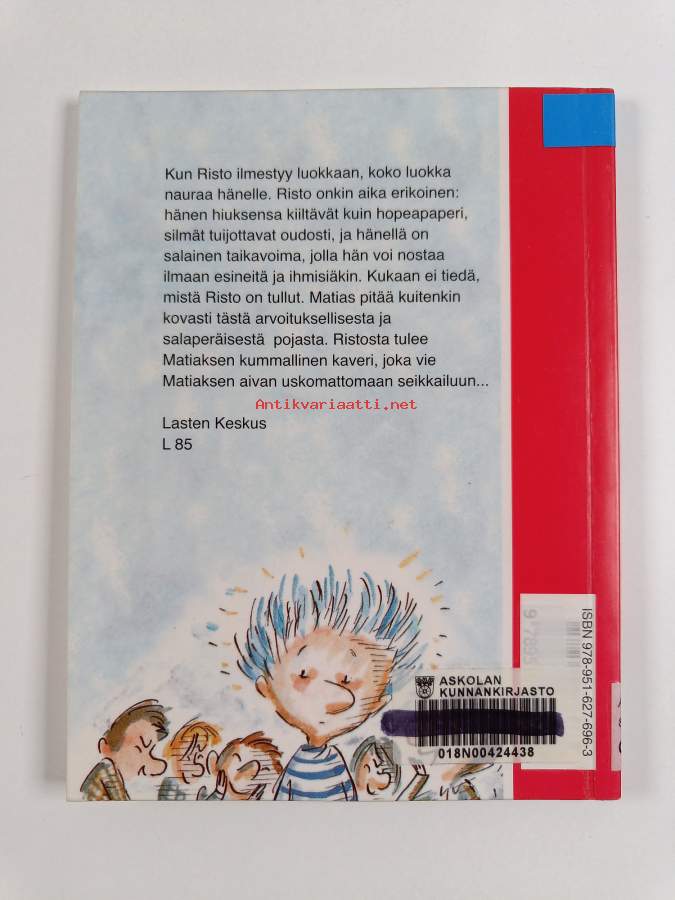 Kun Risto ilmestyy luokkaan, koko luokka
nauraa hänelle. Risto onkin aika erikoinen:
hänen hiuksensa kiiltävät kuin hopeapaperi,
silmät tuijottavat oudosti, ja hänellä on
salainen taikavoima, jolla hän voi nostaa
ilmaan esineitä ja ihmisiäkin. Kukaan ei tiedä,
mistä Risto on tullut. Matias pitää kuitenkin
kovasti tästä arvoituksellisesta ja
salaperäisestä  pojasta. Ristosta tulee
Matiaksen kummallinen kaveri, joka vie
Matiaksen aivan uskomattomaan seikkailuun...
Antikvariaatti.net
Lasten Keskus
L 85
ASKOLAN
KUNNANKIRJASTO
018N00424438
ISBN 978-951-627-696-3